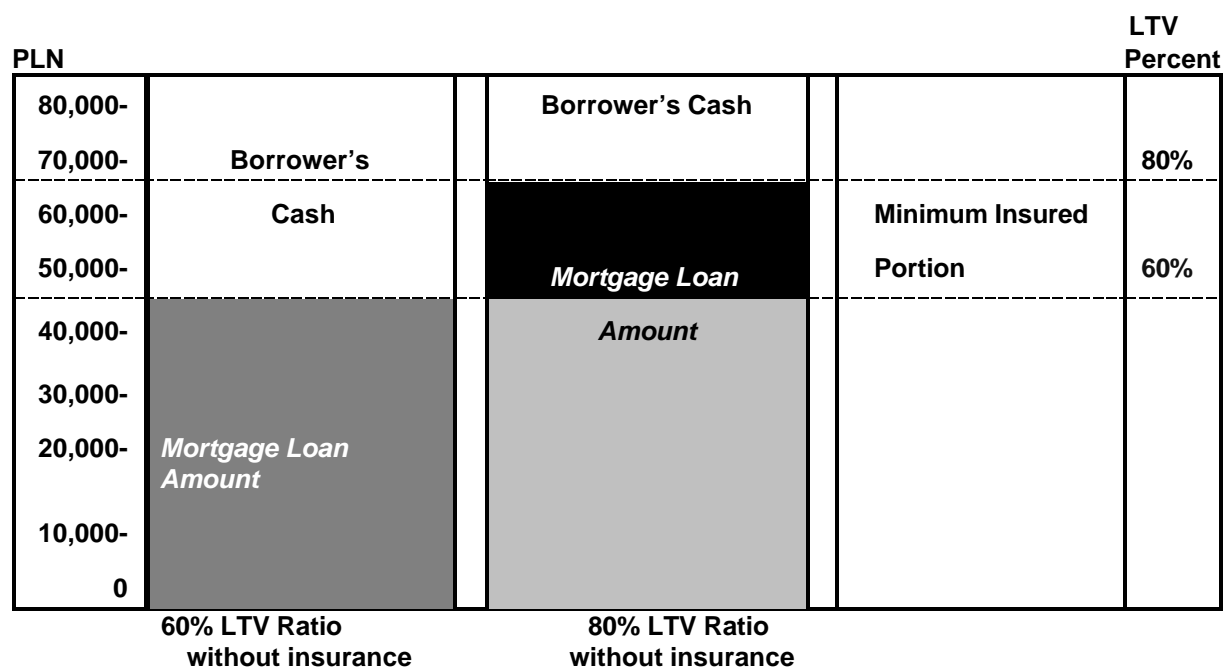 LTV
PLN Percent
80,000- Borrower’s Cash
70,000- Borrower’s 80%
60,000- Cash Minimum Insured
50,000- Mortgage Loan Portion 60%
40,000- Amount
30,000-
20,000- Mortgage Loan
Amount
10,000-
0
60% LTV Ratio 80% LTV Ratio
without insurance without insurance